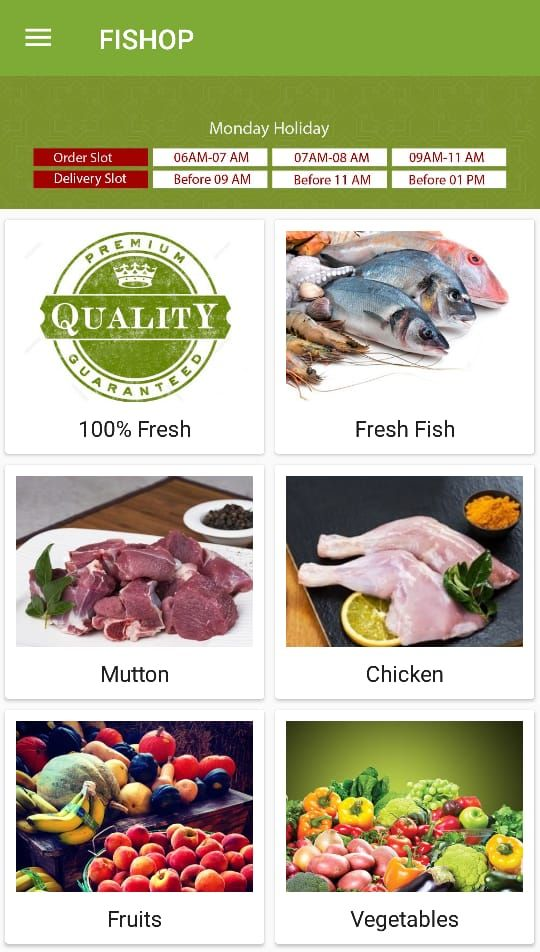 FISHOP
Monday Holiday
Order Slot 06AM-07 AM 07AM-08 AM 09AM-11 AM
Delivery Slot Before 09 AM Before 11 AM Before 01 PM
PREMIUM
QUALITY
GUARANTEED
100% Fresh
Fresh Fish
Mutton
Chicken
Fruits
Vegetables